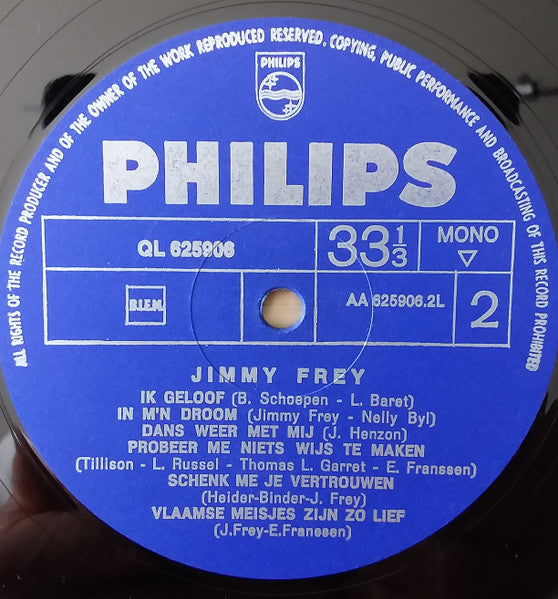 ALL RIGHTS OF THE RECORD PRODUCER AND OF THE OWNER OF THE WORK REPRODUCED RESERVED. COPYING, PUBLIC PERFORMANCE AND BROADCASTING OF THIS RECORD PROHIBITED
PHILIPS
PHILIPS
QL 625906
33 1/3
MONO
B.I.E.M.
AA 625906.2L
2
JIMMY FREY
IK GELOOF (B. Schoepen - L. Baret)
IN M'N DROOM (Jimmy Frey - Nelly Byl)
DANS WEER MET MIJ (J. Henzon)
PROBEER ME NIETS WIJS TE MAKEN
(Tillison - L. Russel - Thomas L. Garret - E. Franssen)
SCHENK ME JE VERTROUWEN
(Heider-Binder-J. Frey)
VLAAMSE MEISJES ZIJN ZO LIEF
(J.Frey-E.Franssen)